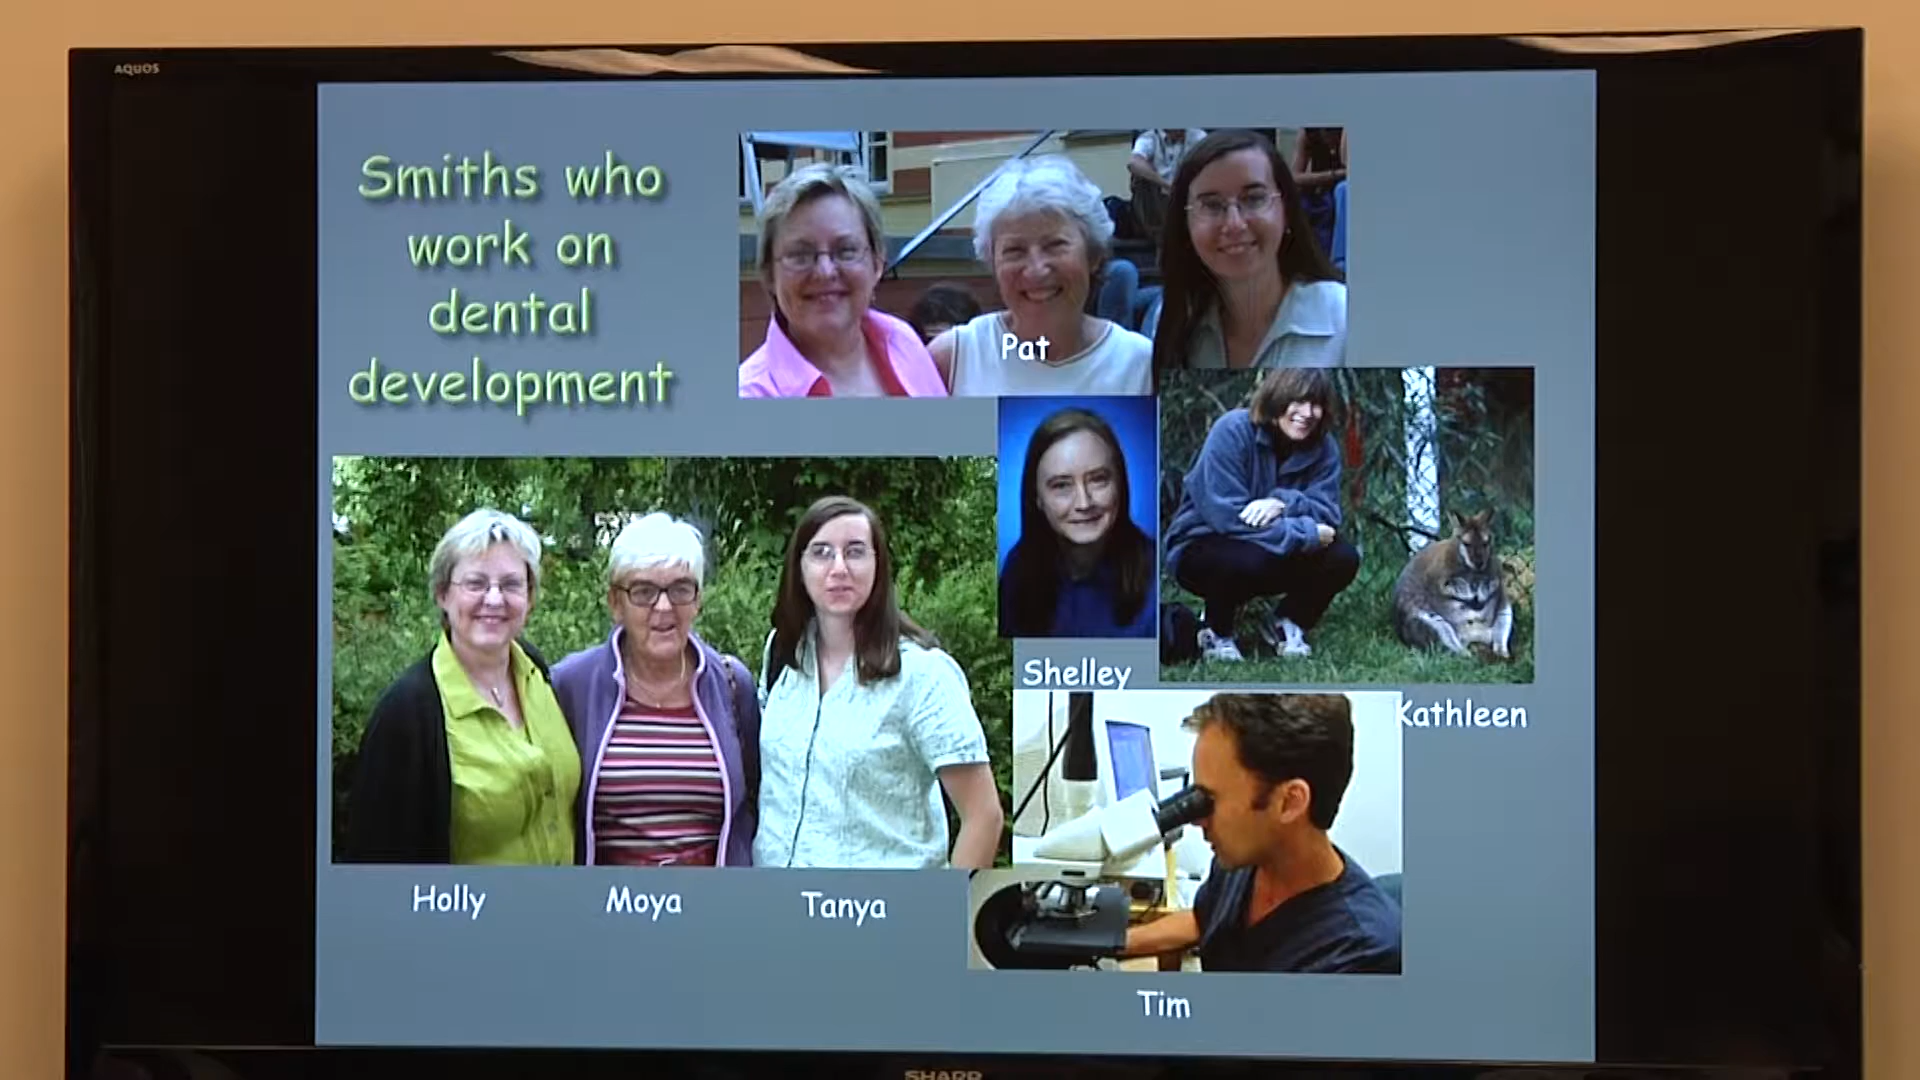 AQUOS
Smiths who
work on
dental
development
Pat
Shelley
Kathleen
Holly
Moya
Tanya
Tim
SHARP